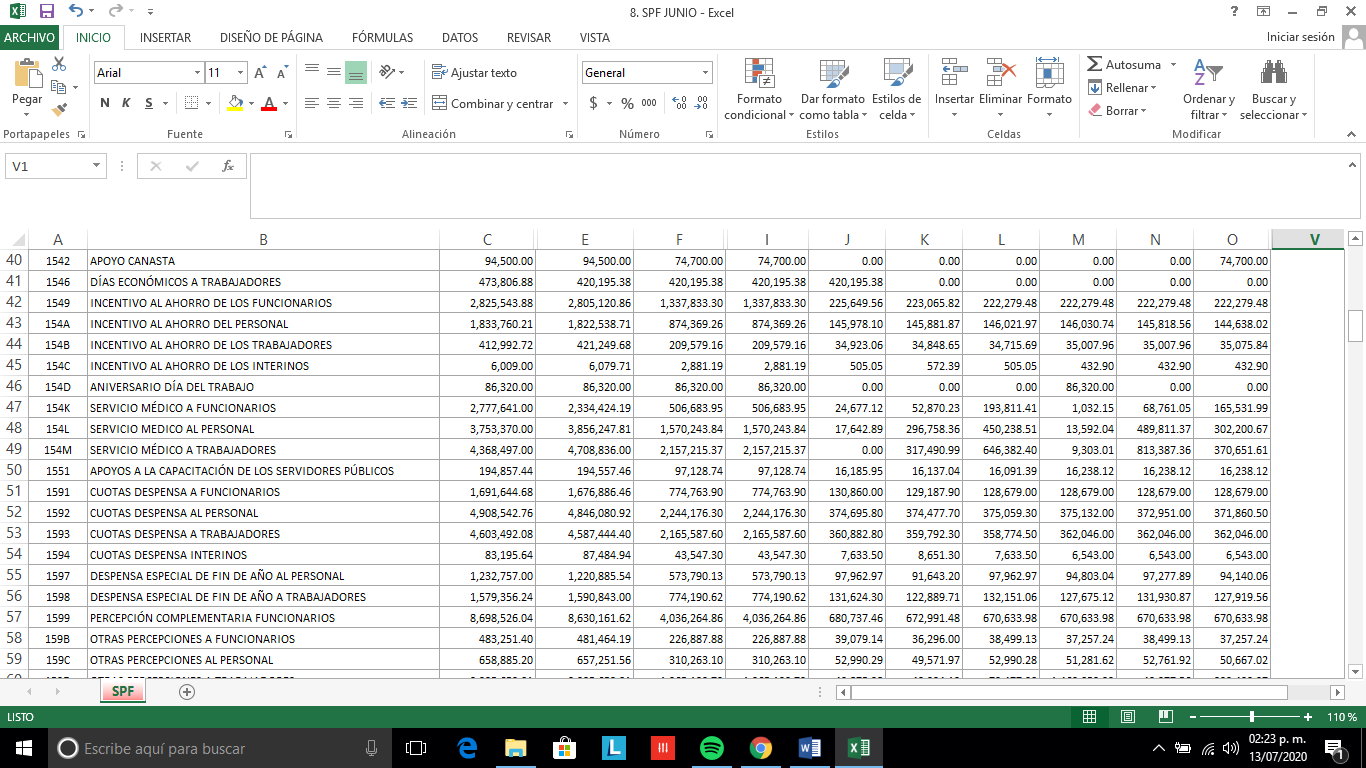 8. SPF JUNIO - Excel
ARCHIVO INICIO INSERTAR DISEÑO DE PÁGINA FÓRMULAS DATOS REVISAR VISTA Iniciar sesión
Arial 11 Ajustar texto General Autosuma
Pegar Rellenar
N K S Combinar y centrar $ % 000 Formato condicional Dar formato como tabla Estilos de celda Insertar Eliminar Formato Borrar Ordenar y filtrar Buscar y seleccionar
Portapapeles Fuente Alineación Número Estilos Celdas Modificar
V1 fx
A B C E F I J K L M N O V
40 1542 APOYO CANASTA 94,500.00 94,500.00 74,700.00 74,700.00 0.00 0.00 0.00 0.00 0.00 74,700.00
41 1546 DÍAS ECONÓMICOS A TRABAJADORES 473,806.88 420,195.38 420,195.38 420,195.38 420,195.38 0.00 0.00 0.00 0.00 0.00
42 1549 INCENTIVO AL AHORRO DE LOS FUNCIONARIOS 2,825,543.88 2,805,120.86 1,337,833.30 1,337,833.30 225,649.56 223,065.82 222,279.48 222,279.48 222,279.48 222,279.48
43 154A INCENTIVO AL AHORRO DEL PERSONAL 1,833,760.21 1,822,538.71 874,369.26 874,369.26 145,978.10 145,881.87 146,021.97 146,030.74 145,818.56 144,638.02
44 154B INCENTIVO AL AHORRO DE LOS TRABAJADORES 412,992.72 421,249.68 209,579.16 209,579.16 34,923.06 34,848.65 34,715.69 35,007.96 35,007.96 35,075.84
45 154C INCENTIVO AL AHORRO DE LOS INTERINOS 6,009.00 6,079.71 2,881.19 2,881.19 505.05 572.39 505.05 432.90 432.90 432.90
46 154D ANIVERSARIO DÍA DEL TRABAJO 86,320.00 86,320.00 86,320.00 86,320.00 0.00 0.00 0.00 86,320.00 0.00 0.00
47 154K SERVICIO MÉDICO A FUNCIONARIOS 2,777,641.00 2,334,424.19 506,683.95 506,683.95 24,677.12 52,870.23 193,811.41 1,032.15 68,761.05 165,531.99
48 154L SERVICIO MEDICO AL PERSONAL 3,753,370.00 3,856,247.81 1,570,243.84 1,570,243.84 17,642.89 296,758.36 450,238.51 13,592.04 489,811.37 302,200.67
49 154M SERVICIO MÉDICO A TRABAJADORES 4,368,497.00 4,708,836.00 2,157,215.37 2,157,215.37 0.00 317,490.99 646,382.40 9,303.01 813,387.36 370,651.61
50 1551 APOYOS A LA CAPACITACIÓN DE LOS SERVIDORES PÚBLICOS 194,857.44 194,557.46 97,128.74 97,128.74 16,185.95 16,137.04 16,091.39 16,238.12 16,238.12 16,238.12
51 1591 CUOTAS DESPENSA A FUNCIONARIOS 1,691,644.68 1,676,886.46 774,763.90 774,763.90 130,860.00 129,187.90 128,679.00 128,679.00 128,679.00 128,679.00
52 1592 CUOTAS DESPENSA AL PERSONAL 4,908,542.76 4,846,080.92 2,244,176.30 2,244,176.30 374,695.80 374,477.70 375,059.30 375,132.00 372,951.00 371,860.50
53 1593 CUOTAS DESPENSA A TRABAJADORES 4,603,492.08 4,587,444.40 2,165,587.60 2,165,587.60 360,882.80 359,792.30 358,774.50 362,046.00 362,046.00 362,046.00
54 1594 CUOTAS DESPENSA INTERINOS 83,195.64 87,484.94 43,547.30 43,547.30 7,633.50 8,651.30 7,633.50 6,543.00 6,543.00 6,543.00
55 1597 DESPENSA ESPECIAL DE FIN DE AÑO AL PERSONAL 1,232,757.00 1,220,885.54 573,790.13 573,790.13 97,962.97 91,643.20 97,962.97 94,803.04 97,277.89 94,140.06
56 1598 DESPENSA ESPECIAL DE FIN DE AÑO A TRABAJADORES 1,579,356.24 1,590,843.00 774,190.62 774,190.62 131,624.30 122,889.71 132,151.06 127,675.12 131,930.87 127,919.56
57 1599 PERCEPCIÓN COMPLEMENTARIA FUNCIONARIOS 8,698,526.04 8,630,161.62 4,036,264.86 4,036,264.86 680,737.46 672,991.48 670,633.98 670,633.98 670,633.98 670,633.98
58 159B OTRAS PERCEPCIONES A FUNCIONARIOS 483,251.40 481,464.19 226,887.88 226,887.88 39,079.14 36,296.00 38,499.13 37,257.24 38,499.13 37,257.24
59 159C OTRAS PERCEPCIONES AL PERSONAL 658,885.20 657,251.56 310,263.10 310,263.10 52,990.29 49,571.97 52,990.28 51,281.62 52,761.92 50,667.02
SPF
LISTO 110 %
Escribe aquí para buscar 02:23 p. m.
13/07/2020